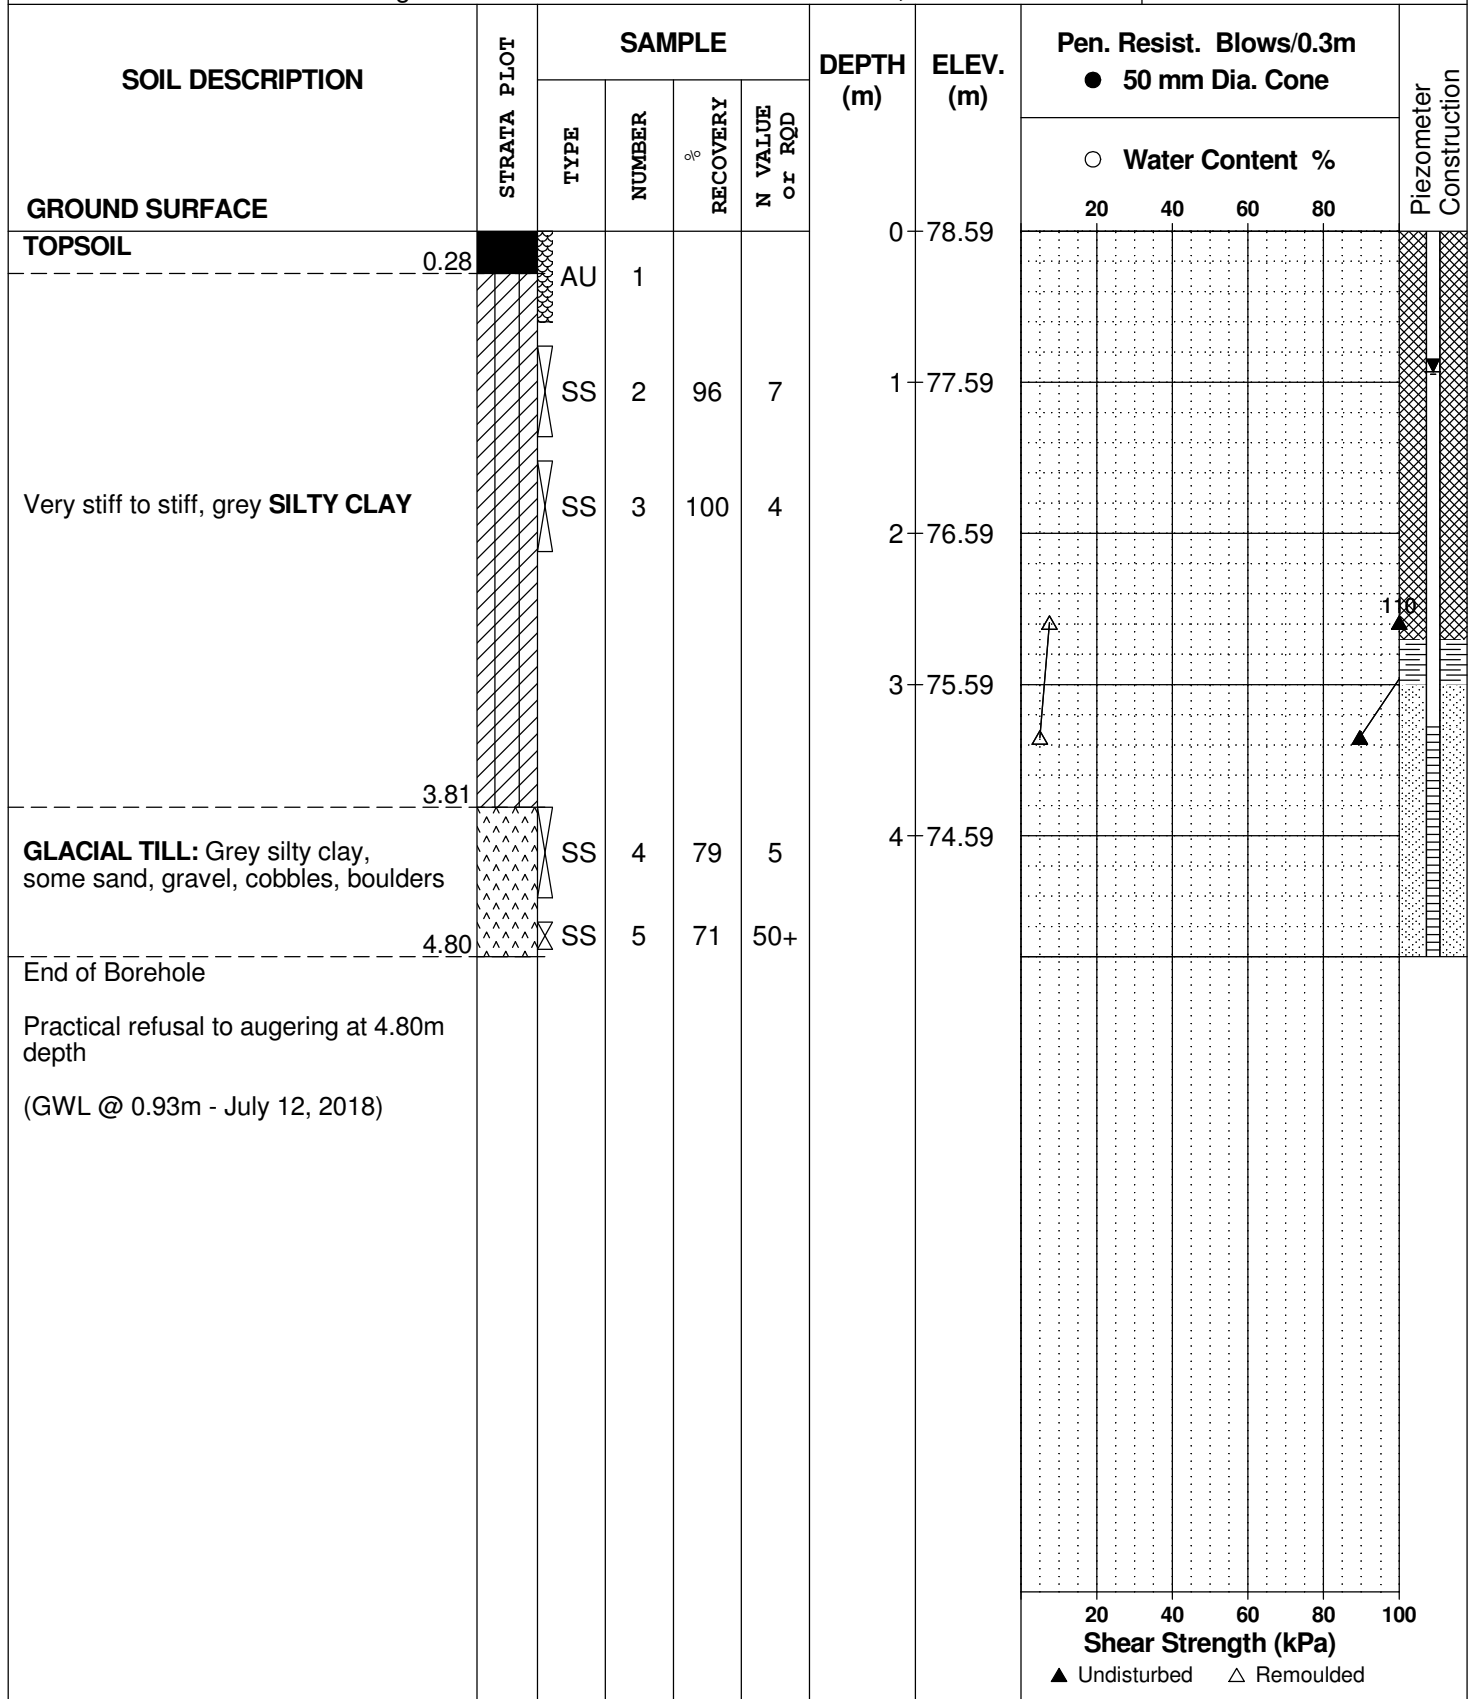 SOIL DESCRIPTION
GROUND SURFACE
STRATA PLOT
SAMPLE
TYPE
NUMBER
% RECOVERY
N VALUE or RQD
DEPTH (m)
ELEV. (m)
Pen. Resist. Blows/0.3m
● 50 mm Dia. Cone
○ Water Content %
20 40 60 80
Piezometer Construction
TOPSOIL
0.28
0 78.59
AU 1
SS 2 96 7
1 77.59
Very stiff to stiff, grey SILTY CLAY
SS 3 100 4
2 76.59
110
3 75.59
3.81
GLACIAL TILL: Grey silty clay,
some sand, gravel, cobbles, boulders
SS 4 79 5
4 74.59
4.80
SS 5 71 50+
End of Borehole
Practical refusal to augering at 4.80m
depth
(GWL @ 0.93m - July 12, 2018)
20 40 60 80 100
Shear Strength (kPa)
▲ Undisturbed △ Remoulded